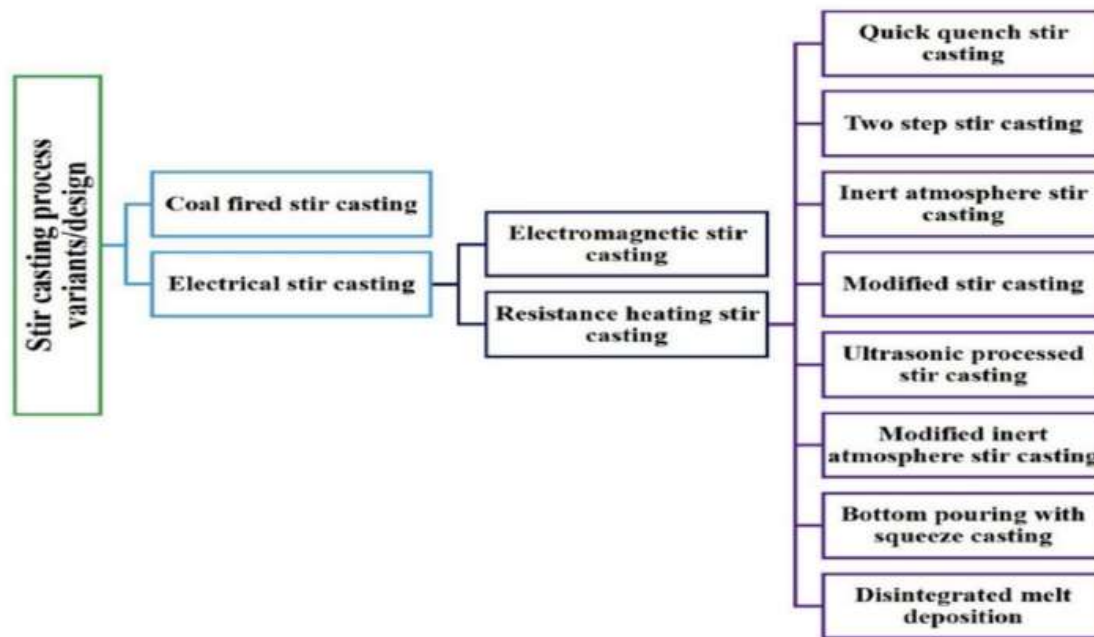 Stir casting process
variants/design
Coal fired stir casting
Electrical stir casting
Electromagnetic stir
casting
Resistance heating stir
casting
Quick quench stir
casting
Two step stir casting
Inert atmosphere stir
casting
Modified stir casting
Ultrasonic processed
stir casting
Modified inert
atmosphere stir casting
Bottom pouring with
squeeze casting
Disintegrated melt
deposition